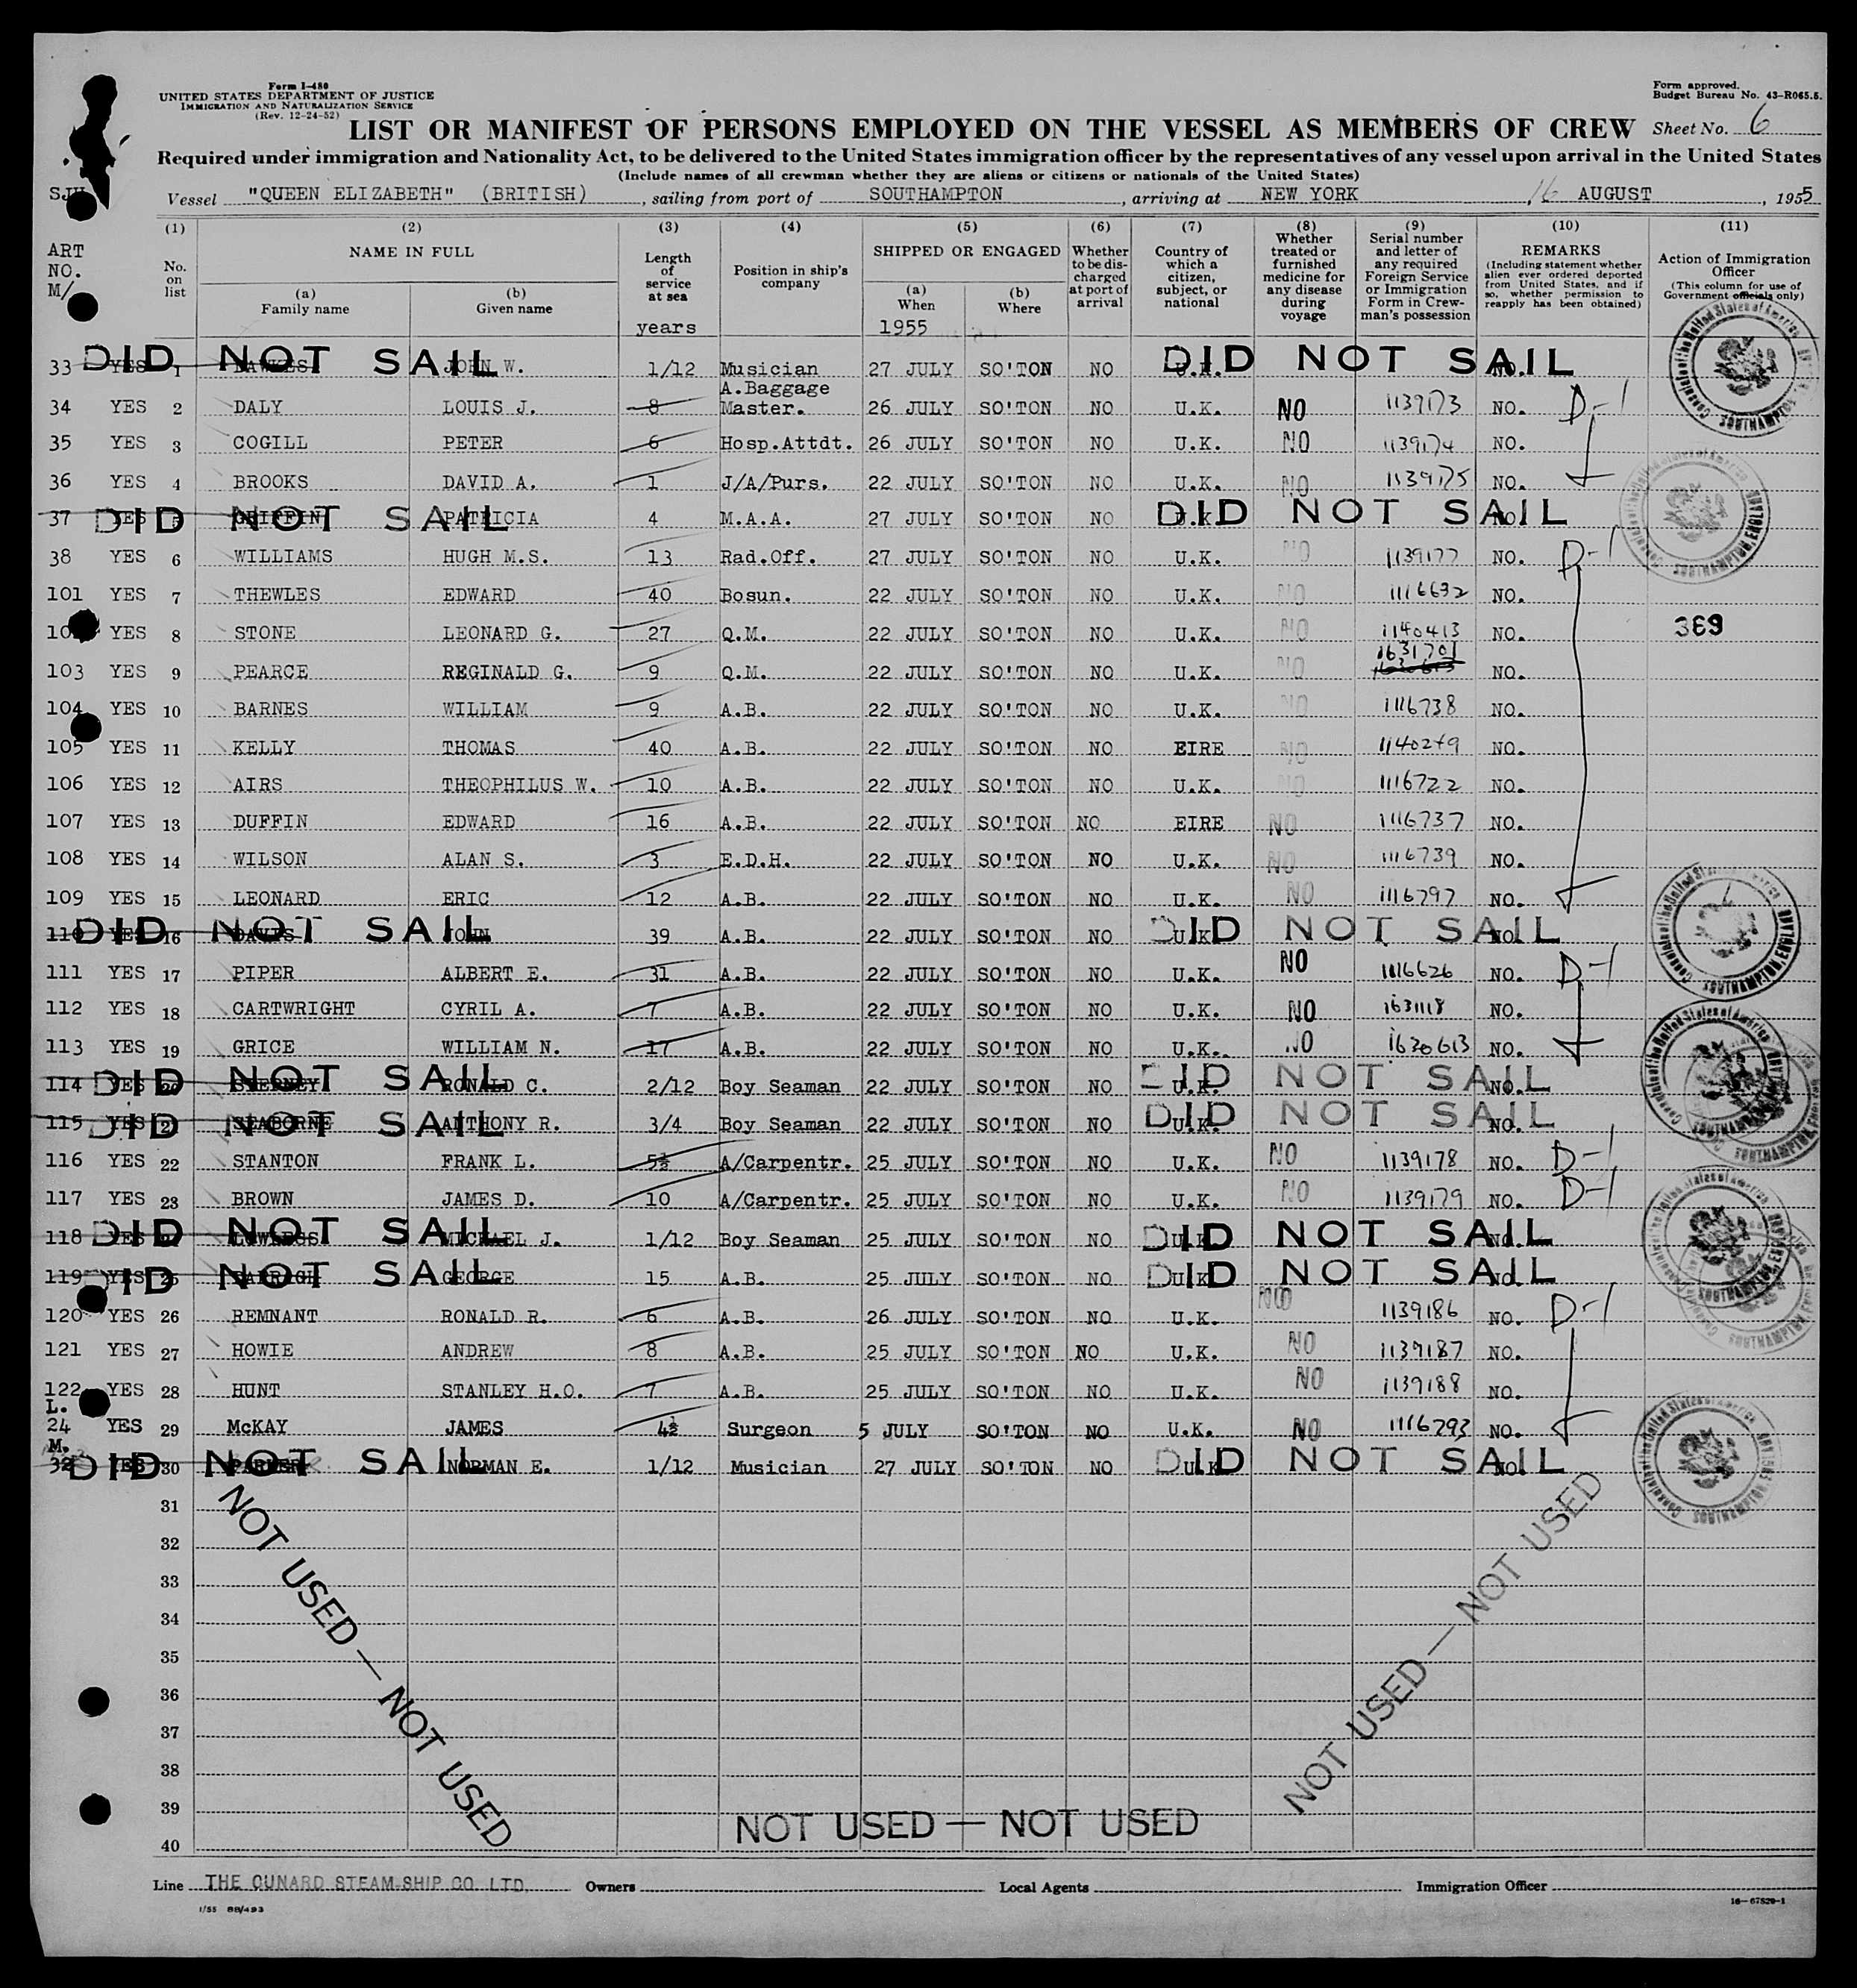 Form I-480
UNITED STATES DEPARTMENT OF JUSTICE
IMMIGRATION AND NATURALIZATION SERVICE
(Rev. 12-24-52)
Form approved.
Budget Bureau No. 43-R065.5.
LIST OR MANIFEST OF PERSONS EMPLOYED ON THE VESSEL AS MEMBERS OF CREW Sheet No. 6
Required under immigration and Nationality Act, to be delivered to the United States immigration officer by the representatives of any vessel upon arrival in the United States
(Include names of all crewman whether they are aliens or citizens or nationals of the United States)
Vessel "QUEEN ELIZABETH" (BRITISH), sailing from port of SOUTHAMPTON, arriving at NEW YORK, 16 AUGUST, 1955
ART NO. M/
(1) No. on list
(2) NAME IN FULL (a) Family name (b) Given name
(3) Length of service at sea years
(4) Position in ship's company
(5) SHIPPED OR ENGAGED (a) When 1955 (b) Where
(6) Whether to be discharged at port of arrival
(7) Country of which a citizen, subject, or national
(8) Whether treated or furnished medicine for any disease during voyage
(9) Serial number and letter of any required Foreign Service or Immigration Form in Crewman's possession
(10) REMARKS (Including statement whether alien ever ordered deported from United States, and if so, whether permission to reapply has been obtained)
(11) Action of Immigration Officer (This column for use of Government officials only)
33 YES 1 JOHN W. 1/12 Musician 27 JULY SO'TON NO U.K. NO. DID NOT SAIL DID NOT SAIL
34 YES 2 DALY LOUIS J. 8 A.Baggage Master. 26 JULY SO'TON NO U.K. NO 1139173 NO. D-1
35 YES 3 COGILL PETER 6 Hosp.Attdt. 26 JULY SO'TON NO U.K. NO 1139174 NO.
36 YES 4 BROOKS DAVID A. 1 J/A/Purs. 22 JULY SO'TON NO U.K. NO 1139175 NO.
37 YES 5 GRIFFIN PATRICIA 4 M.A.A. 27 JULY SO'TON NO U.K. NO. DID NOT SAIL DID NOT SAIL
38 YES 6 WILLIAMS HUGH M.S. 13 Rad.Off. 27 JULY SO'TON NO U.K. NO 1139177 NO. D-1
101 YES 7 THEWLES EDWARD 40 Bosun. 22 JULY SO'TON NO U.K. NO 1116632 NO.
YES 8 STONE LEONARD G. 27 Q.M. 22 JULY SO'TON NO U.K. NO 1140413 NO. 369
103 YES 9 PEARCE REGINALD G. 9 Q.M. 22 JULY SO'TON NO U.K. NO 1631701 NO.
104 YES 10 BARNES WILLIAM 9 A.B. 22 JULY SO'TON NO U.K. NO 1116738 NO.
105 YES 11 KELLY THOMAS 40 A.B. 22 JULY SO'TON NO EIRE NO 1140249 NO.
106 YES 12 AIRS THEOPHILUS W. 10 A.B. 22 JULY SO'TON NO U.K. NO 1116722 NO.
107 YES 13 DUFFIN EDWARD 16 A.B. 22 JULY SO'TON NO EIRE NO 1116737 NO.
108 YES 14 WILSON ALAN S. 3 E.D.H. 22 JULY SO'TON NO U.K. NO 1116739 NO.
109 YES 15 LEONARD ERIC 12 A.B. 22 JULY SO'TON NO U.K. NO 1116797 NO.
110 YES 16 DAVIS JOHN 39 A.B. 22 JULY SO'TON NO U.K. NO. DID NOT SAIL DID NOT SAIL
111 YES 17 PIPER ALBERT E. 31 A.B. 22 JULY SO'TON NO U.K. NO 1116626 NO. D-1
112 YES 18 CARTWRIGHT CYRIL A. 7 A.B. 22 JULY SO'TON NO U.K. NO 1631118 NO.
113 YES 19 GRICE WILLIAM N. 17 A.B. 22 JULY SO'TON NO U.K. NO 1630613 NO.
114 YES 20 RONALD C. 2/12 Boy Seaman 22 JULY SO'TON NO U.K. NO. DID NOT SAIL DID NOT SAIL
115 YES 21 SEABORNE ANTHONY R. 3/4 Boy Seaman 22 JULY SO'TON NO U.K. NO. DID NOT SAIL DID NOT SAIL
116 YES 22 STANTON FRANK L. 5½ A/Carpentr. 25 JULY SO'TON NO U.K. NO 1139178 NO. D-1
117 YES 23 BROWN JAMES D. 10 A/Carpentr. 25 JULY SO'TON NO U.K. NO 1139179 NO. D-1
118 YES 24 MICHAEL J. 1/12 Boy Seaman 25 JULY SO'TON NO U.K. NO. DID NOT SAIL DID NOT SAIL
119 YES 25 GEORGE 15 A.B. 25 JULY SO'TON NO U.K. NO. DID NOT SAIL DID NOT SAIL
120 YES 26 REMNANT RONALD R. 6 A.B. 26 JULY SO'TON NO U.K. NO 1139186 NO. D-1
121 YES 27 HOWIE ANDREW 8 A.B. 25 JULY SO'TON NO U.K. NO 1139187 NO.
122 YES 28 HUNT STANLEY H.O. 7 A.B. 25 JULY SO'TON NO U.K. NO 1139188 NO.
L. 24 YES 29 McKAY JAMES 4½ Surgeon 5 JULY SO'TON NO U.K. NO 1116293 NO.
M. 32 YES 30 NORMAN E. 1/12 Musician 27 JULY SO'TON NO U.K. NO. DID NOT SAIL DID NOT SAIL
31
32
33
34
35
36
37
38
39
40
NOT USED — NOT USED
NOT USED — NOT USED
NOT USED — NOT USED
Line THE CUNARD STEAM-SHIP CO. LTD. Owners Local Agents Immigration Officer
1/55 88/493
16-67529-1